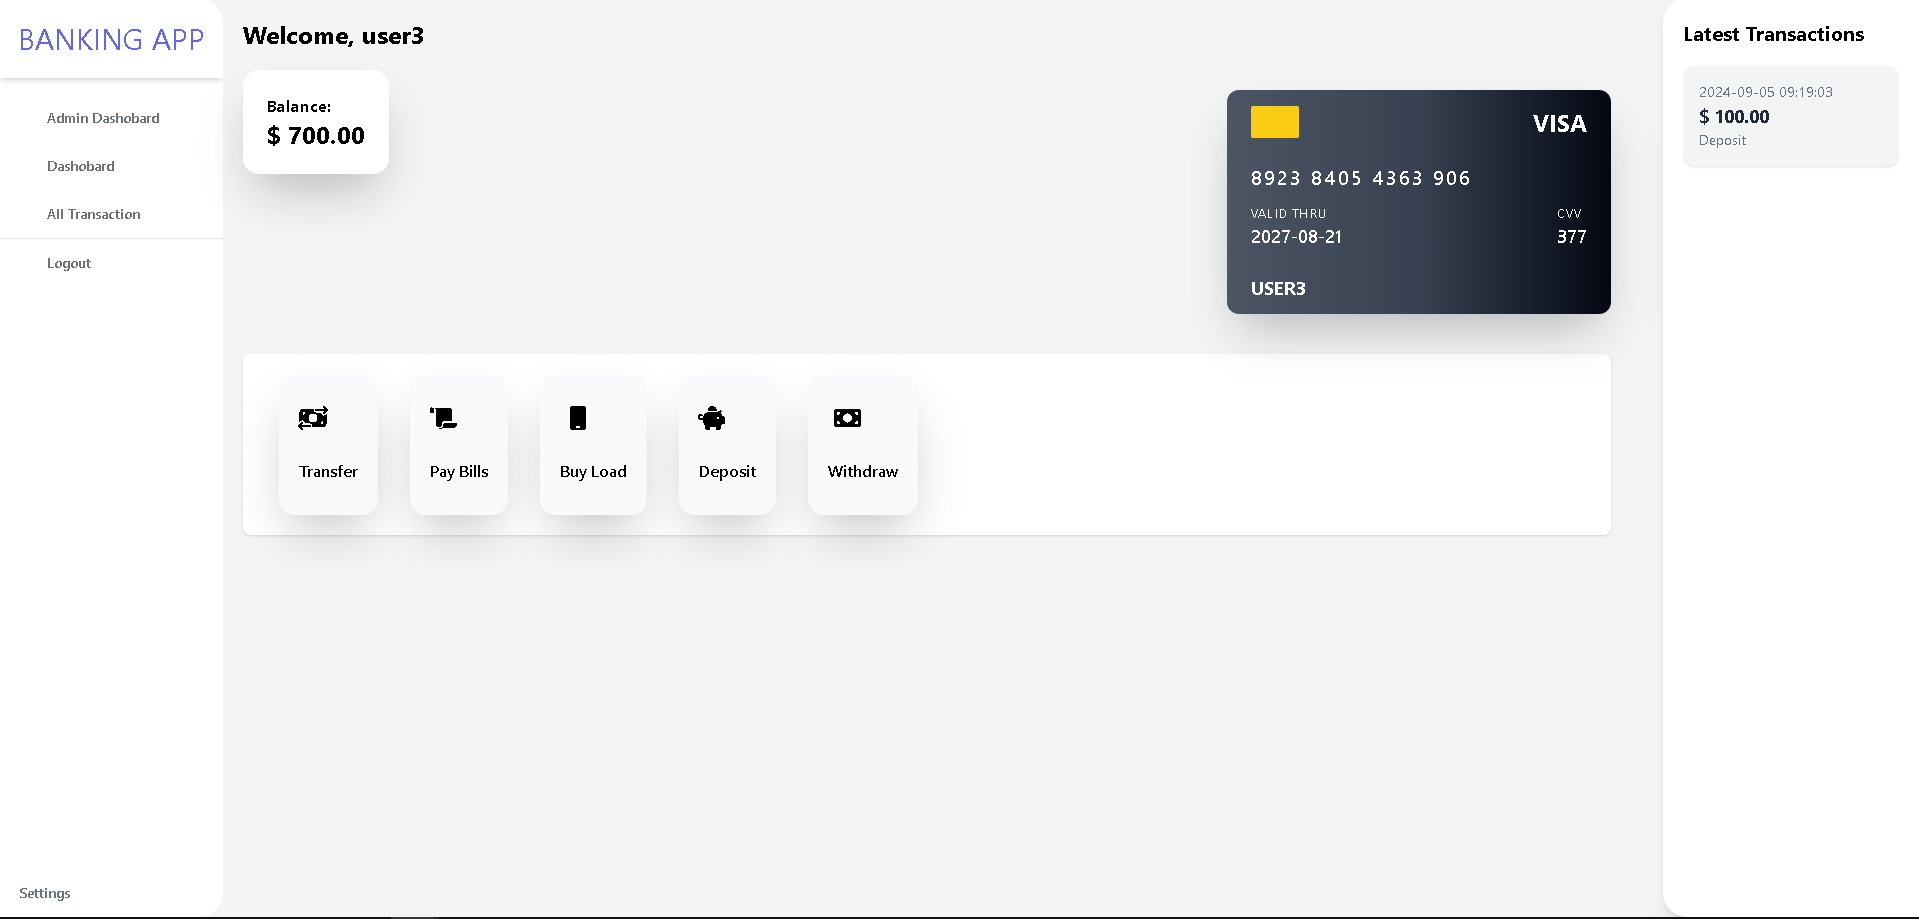 BANKING APP
Admin Dashobard
Dashobard
All Transaction
Logout
Settings
Welcome, user3
Balance:
$ 700.00
VISA
8923 8405 4363 906
VALID THRU CVV
2027-08-21 377
USER3
Transfer Pay Bills Buy Load Deposit Withdraw
Latest Transactions
2024-09-05 09:19:03
$ 100.00
Deposit